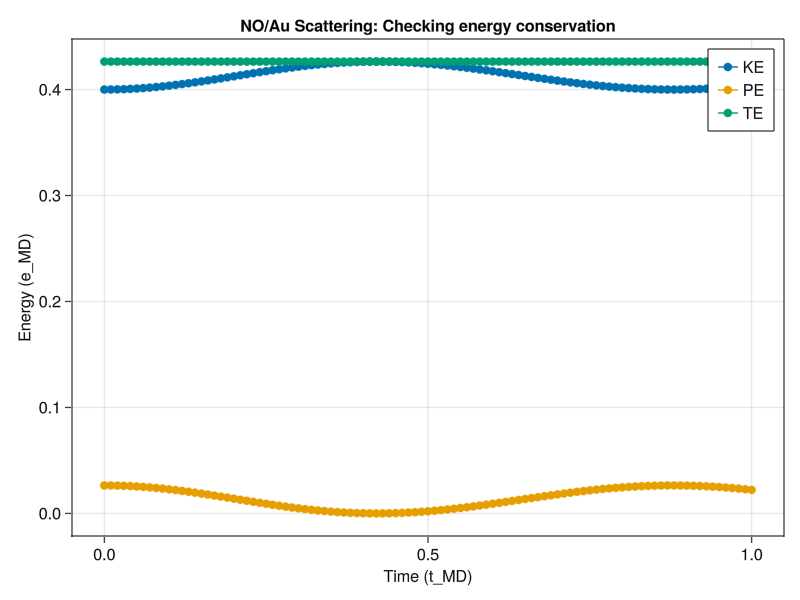 NO/Au Scattering: Checking energy conservation
KE
PE
TE
Energy (e_MD)
0.4
0.3
0.2
0.1
0.0
0.0
0.5
1.0
Time (t_MD)